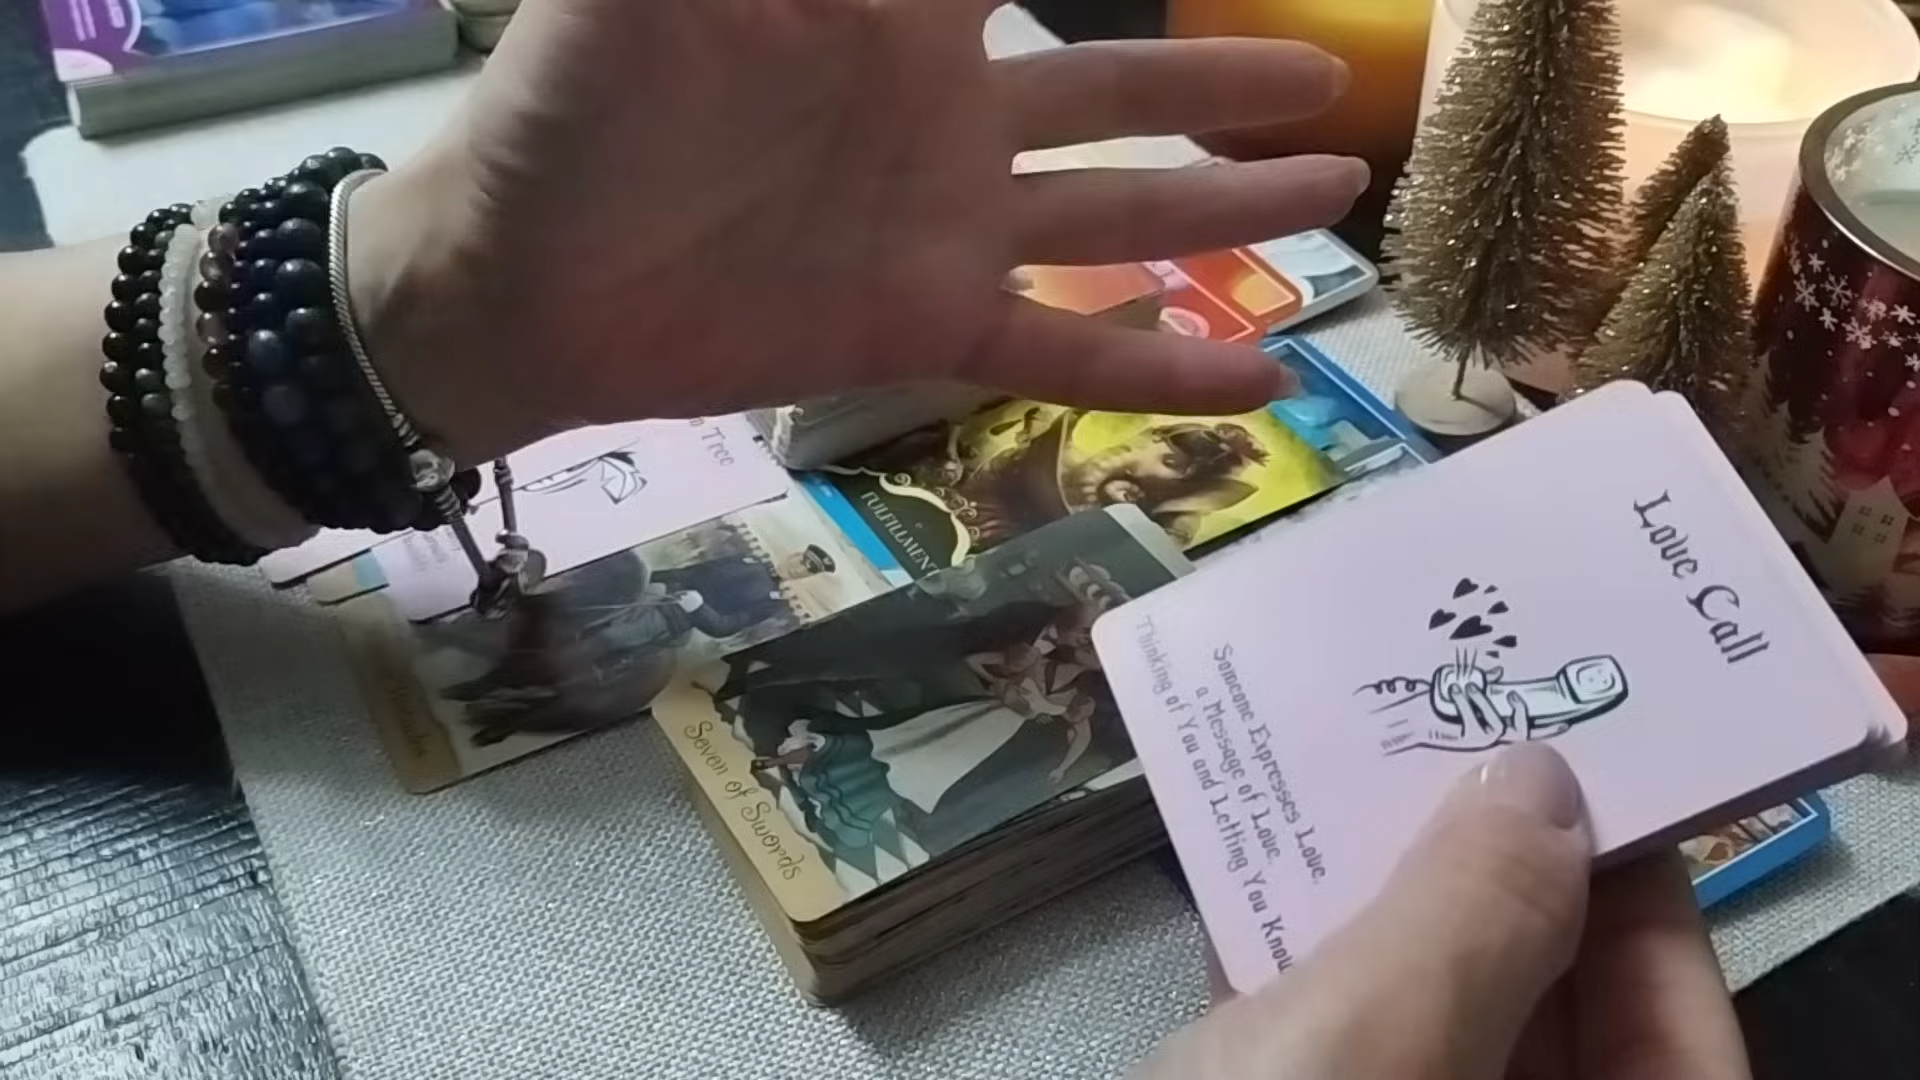 Tree
FULFILLMENT
Seven of Swords
Love Call
Someone Expresses Love,
a Message of Love.
Thinking of You and Letting You Know